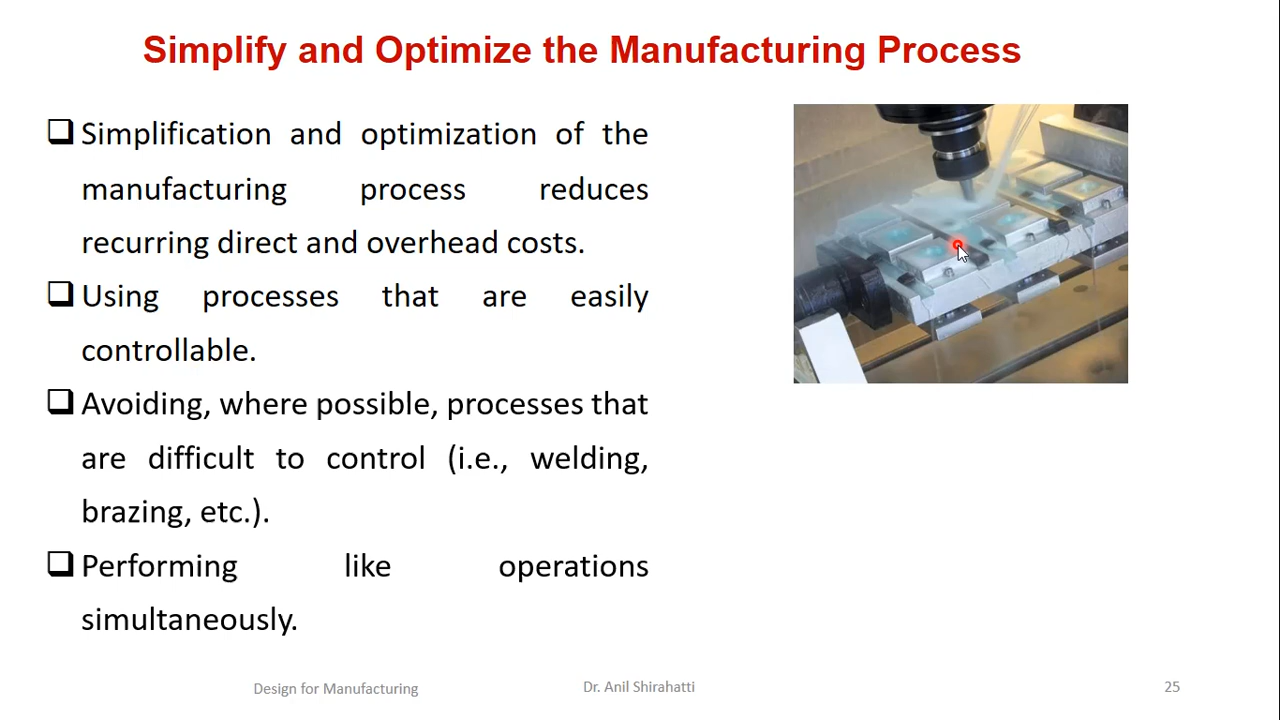 Simplify and Optimize the Manufacturing Process
Simplification and optimization of the
manufacturing process reduces
recurring direct and overhead costs.
Using processes that are easily
controllable.
Avoiding, where possible, processes that
are difficult to control (i.e., welding,
brazing, etc.).
Performing like operations
simultaneously.
Design for Manufacturing
Dr. Anil Shirahatti
25